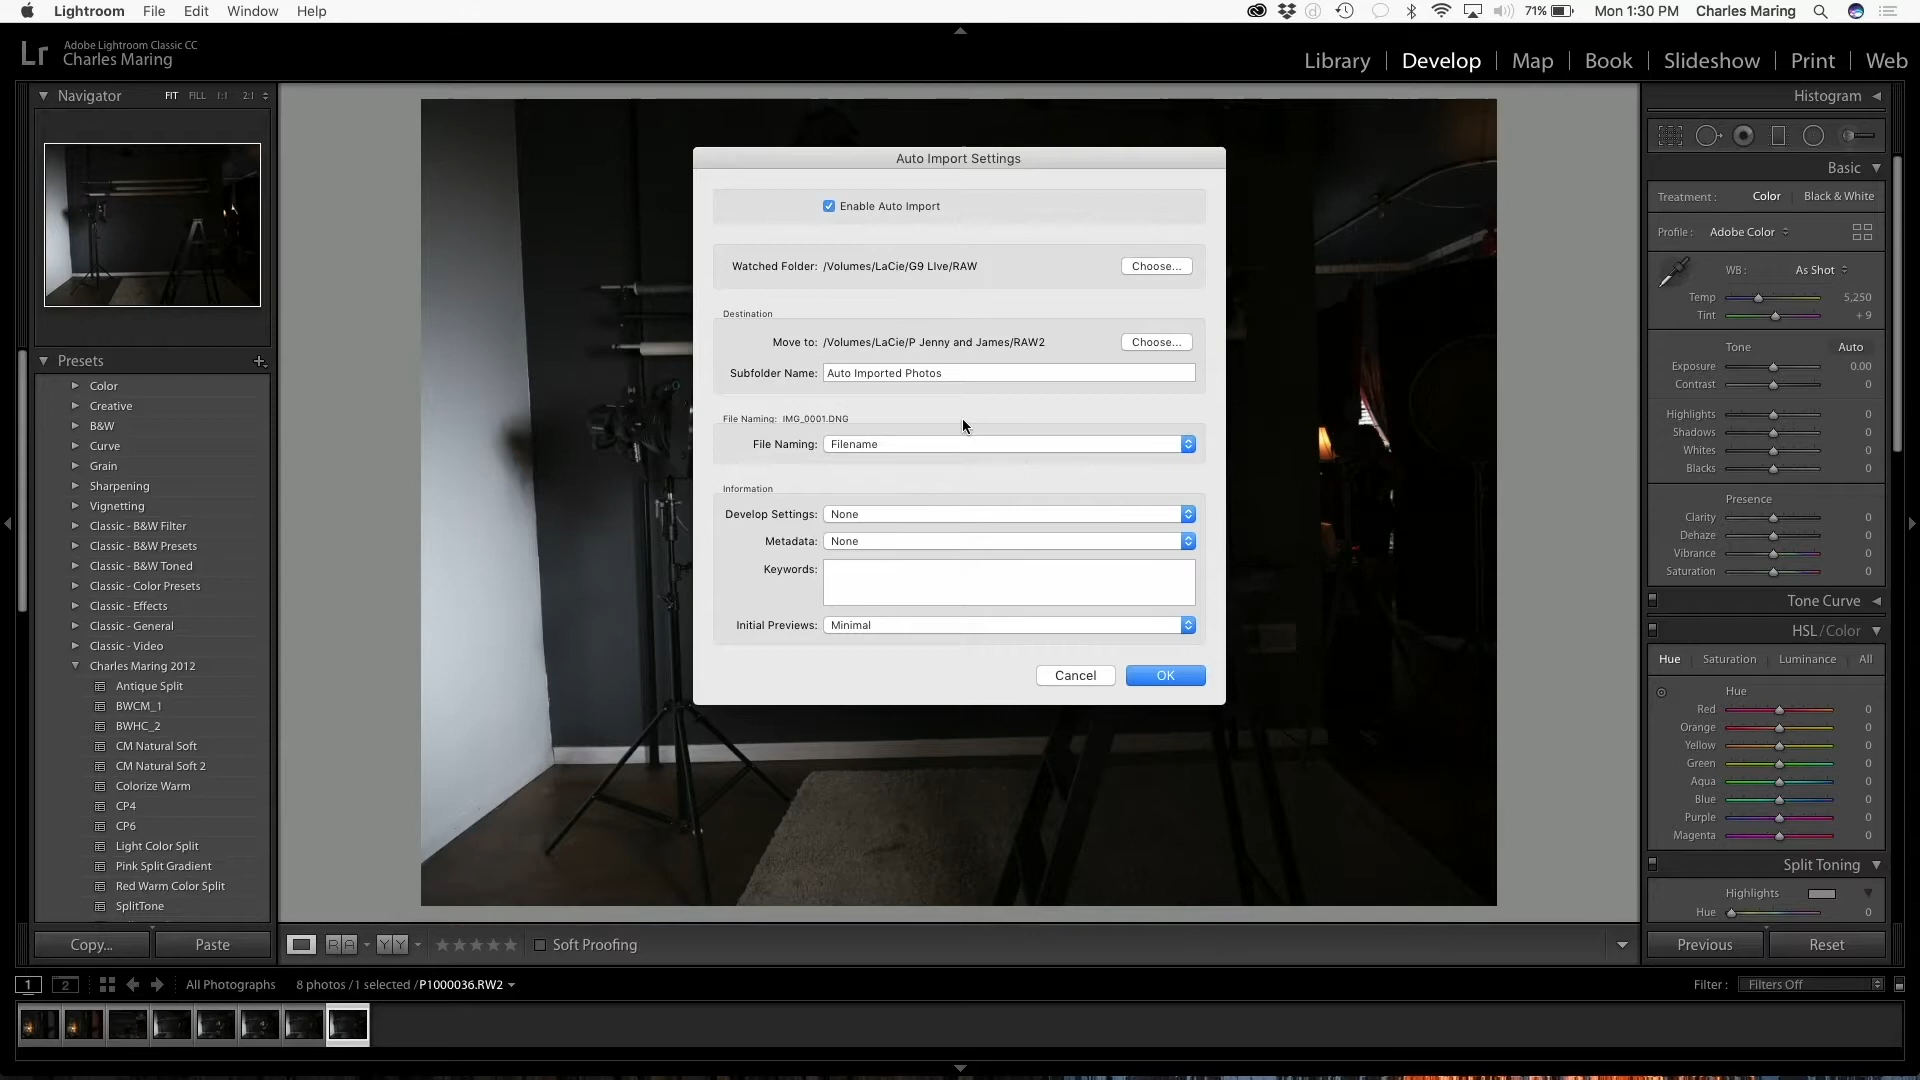 Lightroom File Edit Window Help 71% Mon 1:30 PM Charles Maring
Lr Adobe Lightroom Classic CC
Charles Maring
Library | Develop | Map | Book | Slideshow | Print | Web
Navigator FIT FILL 1:1 2:1
Presets +
Color
Creative
B&W
Curve
Grain
Sharpening
Vignetting
Classic - B&W Filter
Classic - B&W Presets
Classic - B&W Toned
Classic - Color Presets
Classic - Effects
Classic - General
Classic - Video
Charles Maring 2012
Antique Split
BWCM_1
BWHC_2
CM Natural Soft
CM Natural Soft 2
Colorize Warm
CP4
CP6
Light Color Split
Pink Split Gradient
Red Warm Color Split
SplitTone
Copy... Paste
Auto Import Settings
Enable Auto Import
Watched Folder: /Volumes/LaCie/G9 LIve/RAW Choose...
Destination
Move to: /Volumes/LaCie/P Jenny and James/RAW2 Choose...
Subfolder Name: Auto Imported Photos
File Naming: IMG_0001.DNG
File Naming: Filename
Information
Develop Settings: None
Metadata: None
Keywords:
Initial Previews: Minimal
Cancel OK
Histogram
Basic
Treatment : Color Black & White
Profile : Adobe Color
WB : As Shot
Temp 5,250
Tint + 9
Tone Auto
Exposure 0.00
Contrast 0
Highlights 0
Shadows 0
Whites 0
Blacks 0
Presence
Clarity 0
Dehaze 0
Vibrance 0
Saturation 0
Tone Curve
HSL / Color
Hue Saturation Luminance All
Hue
Red 0
Orange 0
Yellow 0
Green 0
Aqua 0
Blue 0
Purple 0
Magenta 0
Split Toning
Highlights
Hue 0
Previous Reset
R A Y Y Soft Proofing
1 2 All Photographs 8 photos / 1 selected / P1000036.RW2 Filter : Filters Off